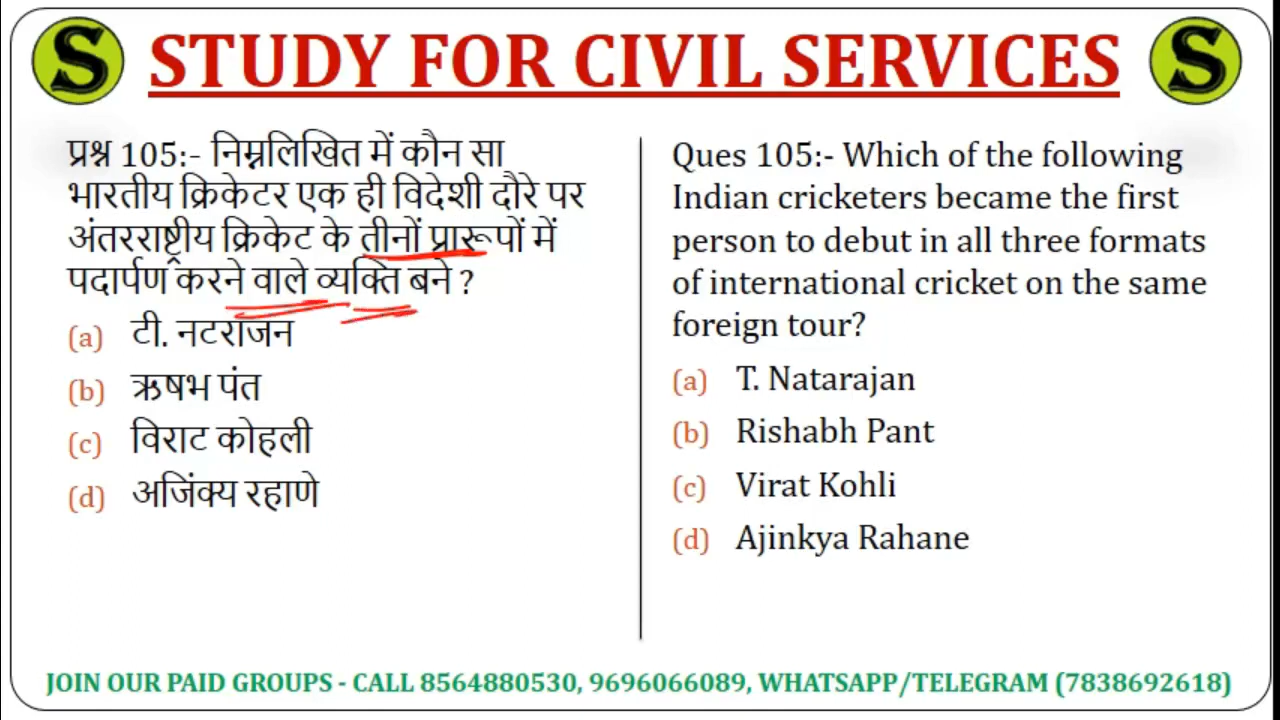 S STUDY FOR CIVIL SERVICES S
प्रश्न 105:- निम्नलिखित में कौन सा
भारतीय क्रिकेटर एक ही विदेशी दौरे पर
अंतरराष्ट्रीय क्रिकेट के तीनों प्रारूपों में
पदार्पण करने वाले व्यक्ति बने ?
(a) टी. नटराजन
(b) ऋषभ पंत
(c) विराट कोहली
(d) अजिंक्य रहाणे
Ques 105:- Which of the following
Indian cricketers became the first
person to debut in all three formats
of international cricket on the same
foreign tour?
(a) T. Natarajan
(b) Rishabh Pant
(c) Virat Kohli
(d) Ajinkya Rahane
JOIN OUR PAID GROUPS - CALL 8564880530, 9696066089, WHATSAPP/TELEGRAM (7838692618)